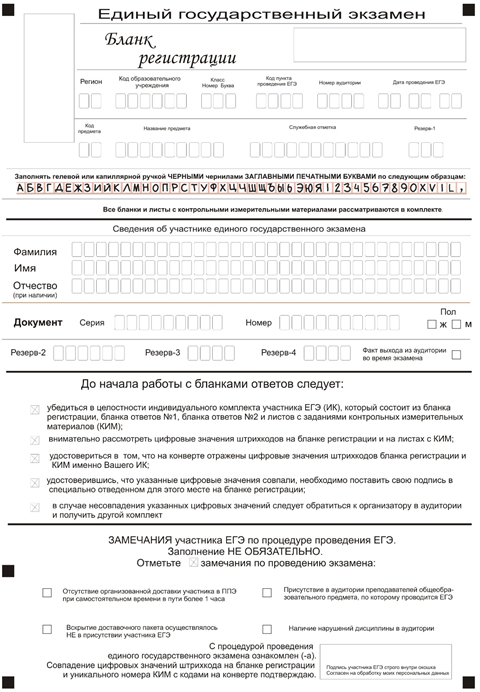 Единый государственный экзамен
Бланк
регистрации
Регион
Код образовательного
учреждения
Класс
Номер Буква
Код пункта
проведения ЕГЭ
Номер аудитории
Дата проведения ЕГЭ
Код
предмета
Название предмета
Служебная отметка
Резерв-1
Заполнять гелевой или капиллярной ручкой ЧЕРНЫМИ чернилами ЗАГЛАВНЫМИ ПЕЧАТНЫМИ БУКВАМИ по следующим образцам:
АБВГДЕЖЗИЙКЛМНОПРСТУФХЦЧШЩЪЫЬЭЮЯ1234567890XVIL,
Все бланки и листы с контрольными измерительными материалами рассматриваются в комплекте
Сведения об участнике единого государственного экзамена
Фамилия
Имя
Отчество
(при наличии)
Документ Серия Номер
Пол
ж м
Резерв-2 Резерв-3 Резерв-4
Факт выхода из аудитории
во время экзамена
До начала работы с бланками ответов следует:
убедиться в целостности индивидуального комплекта участника ЕГЭ (ИК), который состоит из бланка
регистрации, бланка ответов №1, бланка ответов №2 и листов с заданиями контрольных измерительных
материалов (КИМ);
внимательно рассмотреть цифровые значения штрихкодов на бланке регистрации и на листах с КИМ;
удостовериться в том, что на конверте отражены цифровые значения штрихкодов бланка регистрации и
КИМ именно Вашего ИК;
удостоверившись, что указанные цифровые значения совпали, необходимо поставить свою подпись в
специально отведенном для этого месте на бланке регистрации;
в случае несовпадения указанных цифровых значений следует обратиться к организатору в аудитории
и получить другой комплект
ЗАМЕЧАНИЯ участника ЕГЭ по процедуре проведения ЕГЭ.
Заполнение НЕ ОБЯЗАТЕЛЬНО.
Отметьте замечания по проведению экзамена:
Отсутствие организованной доставки участника в ППЭ
при самостоятельном времени в пути более 1 часа
Присутствие в аудитории преподавателей общеобра-
зовательного предмета, по которому проводится ЕГЭ
Вскрытие доставочного пакета осуществлялось
НЕ в присутствии участника ЕГЭ
Наличие нарушений дисциплины в аудитории
С процедурой проведения
единого государственного экзамена ознакомлен (-а).
Совпадение цифровых значений штрихкода на бланке регистрации
и уникального номера КИМ с кодами на конверте подтверждаю.
Подпись участника ЕГЭ строго внутри окошка
Согласен на обработку моих персональных данных